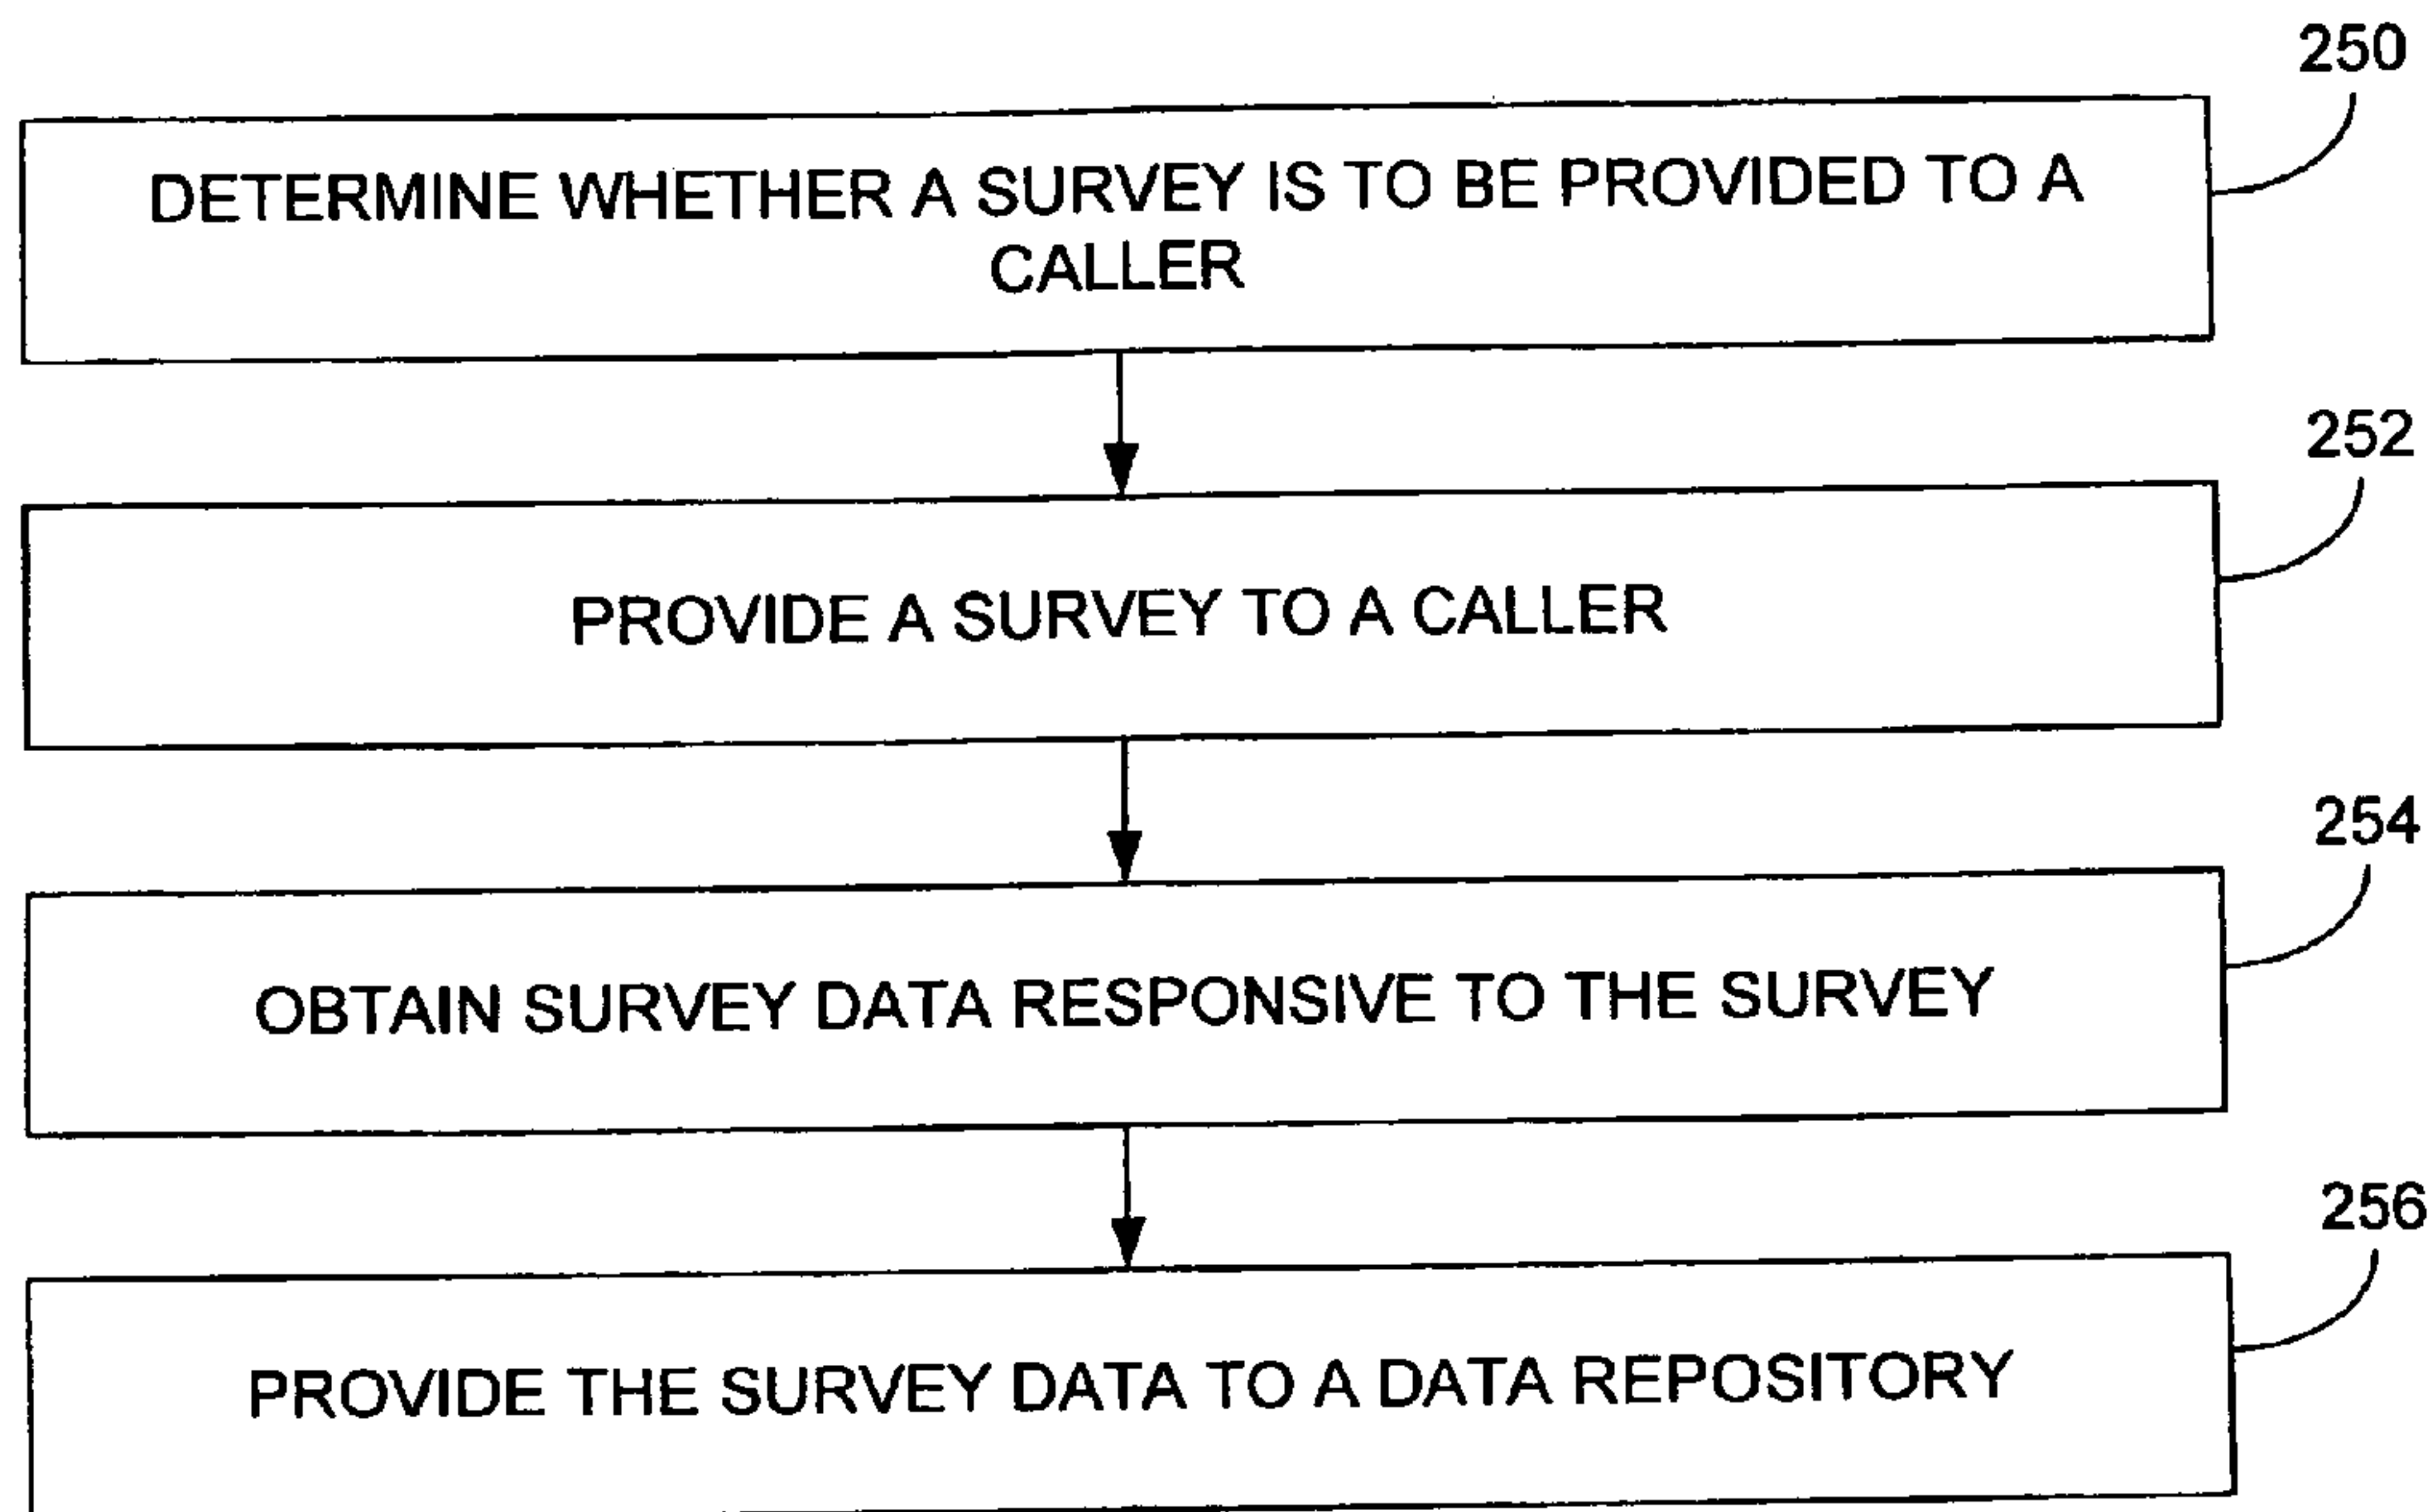 250
DETERMINE WHETHER A SURVEY IS TO BE PROVIDED TO A
CALLER
252
PROVIDE A SURVEY TO A CALLER
254
OBTAIN SURVEY DATA RESPONSIVE TO THE SURVEY
256
PROVIDE THE SURVEY DATA TO A DATA REPOSITORY